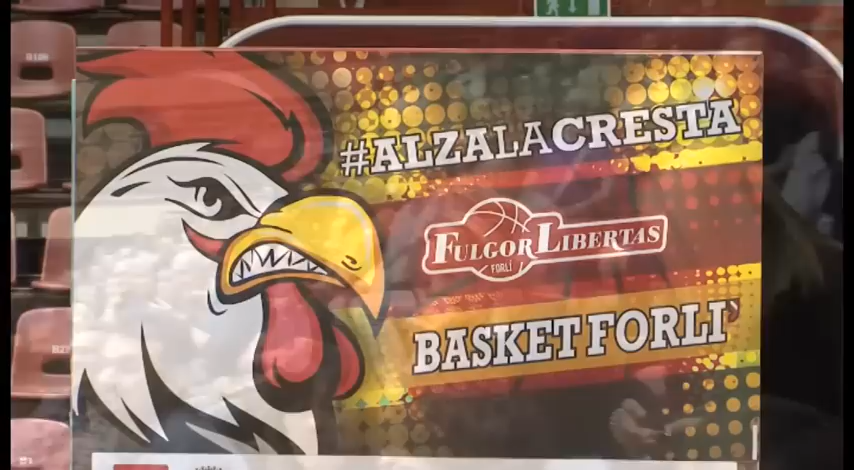 #ALZALACRESTA
FULGOR LIBERTAS
FORLÌ
BASKET FORLI'